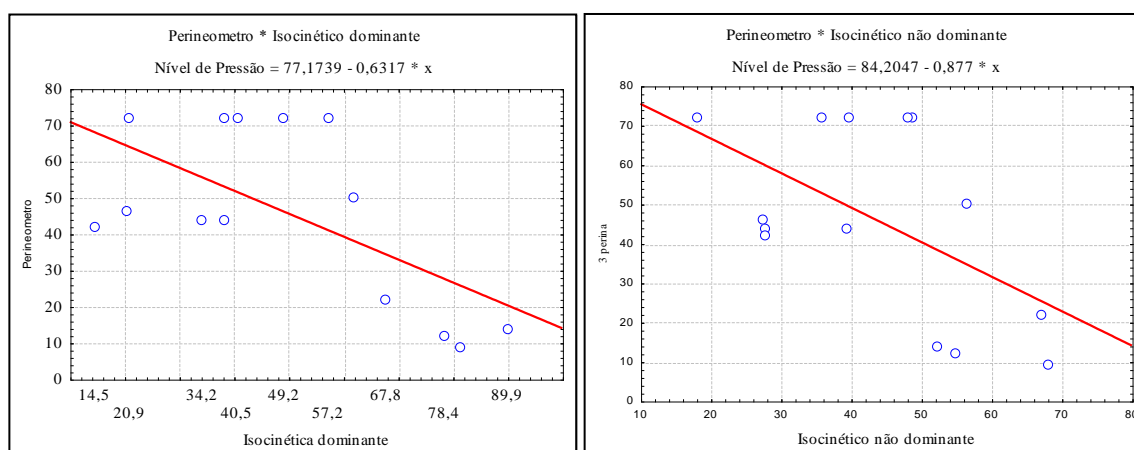 Perineometro * Isocinético dominante
Nível de Pressão = 77,1739 - 0,6317 * x
80
70
60
50
40
30
20
10
0
Perineometro
14,5 34,2 49,2 67,8 89,9
20,9 40,5 57,2 78,4
Isocinética dominante
Perineometro * Isocinético não dominante
Nível de Pressão = 84,2047 - 0,877 * x
80
70
60
50
40
30
20
10
0
3 perina
10 20 30 40 50 60 70 80
Isocinético não dominante